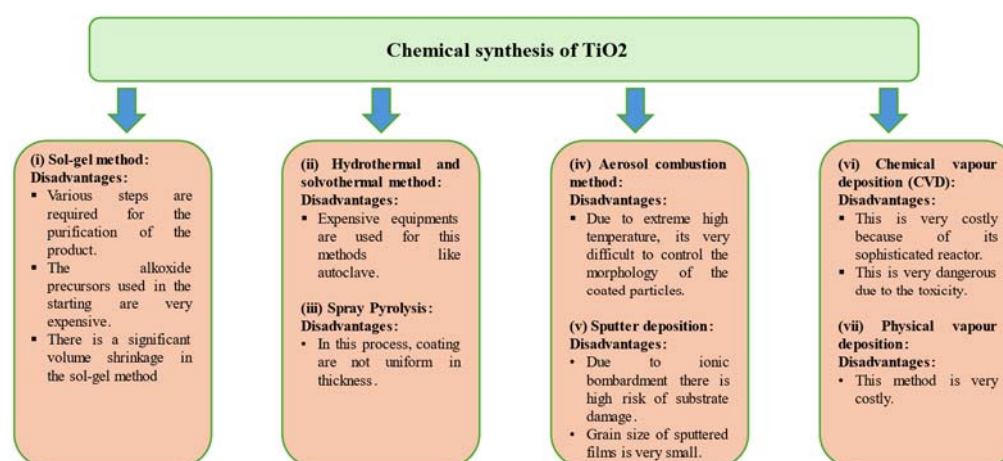 Chemical synthesis of TiO2
(i) Sol-gel method:
Disadvantages:
▪ Various steps are
required for the
purification of the
product.
▪ The alkoxide
precursors used in the
starting are very
expensive.
▪ There is a significant
volume shrinkage in
the sol-gel method
(ii) Hydrothermal and
solvothermal method:
Disadvantages:
▪ Expensive equipments
are used for this
methods like
autoclave.
(iii) Spray Pyrolysis:
Disadvantages:
• In this process, coating
are not uniform in
thickness.
(iv) Aerosol combustion
method:
Disadvantages:
▪ Due to extreme high
temperature, its very
difficult to control the
morphology of the
coated particles.
(v) Sputter deposition:
Disadvantages:
• Due to ionic
bombardment there is
high risk of substrate
damage.
• Grain size of sputtered
films is very small.
(vi) Chemical vapour
deposition (CVD):
Disadvantages:
▪ This is very costly
because of its
sophisticated reactor.
▪ This is very dangerous
due to the toxicity.
(vii) Physical vapour
deposition:
Disadvantages:
• This method is very
costly.